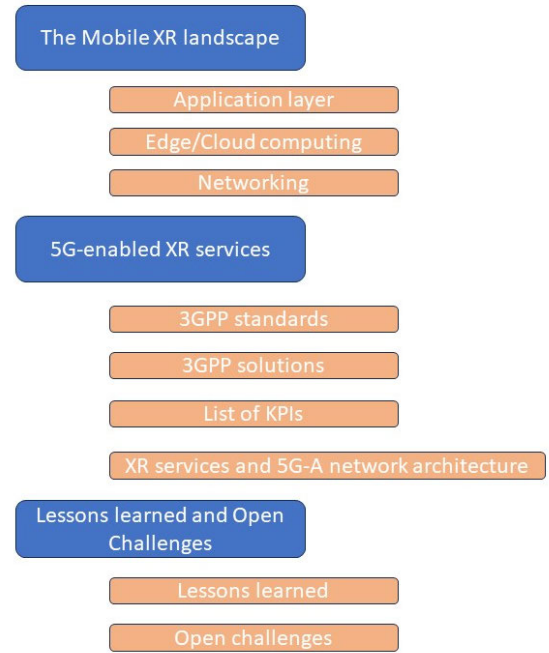 The Mobile XR landscape
Application layer
Edge/Cloud computing
Networking
5G-enabled XR services
3GPP standards
3GPP solutions
List of KPIs
XR services and 5G-A network architecture
Lessons learned and Open
Challenges
Lessons learned
Open challenges